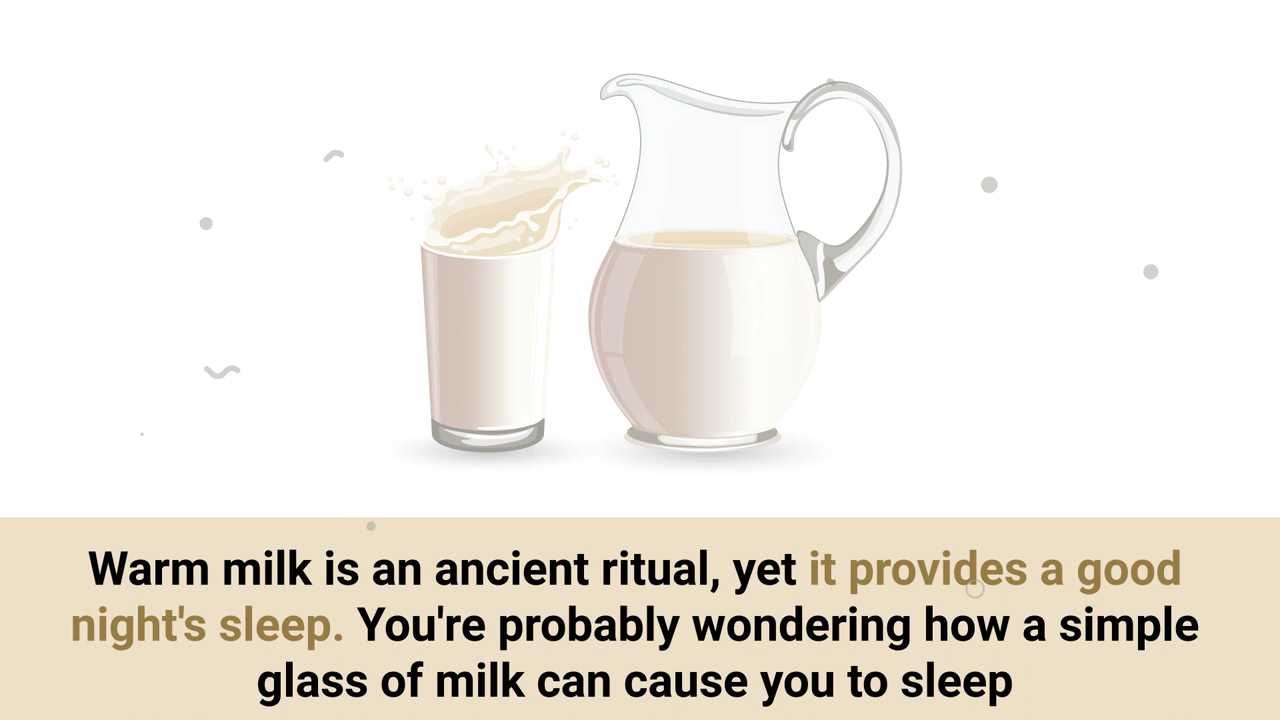 Warm milk is an ancient ritual, yet it provides a good
night's sleep. You're probably wondering how a simple
glass of milk can cause you to sleep